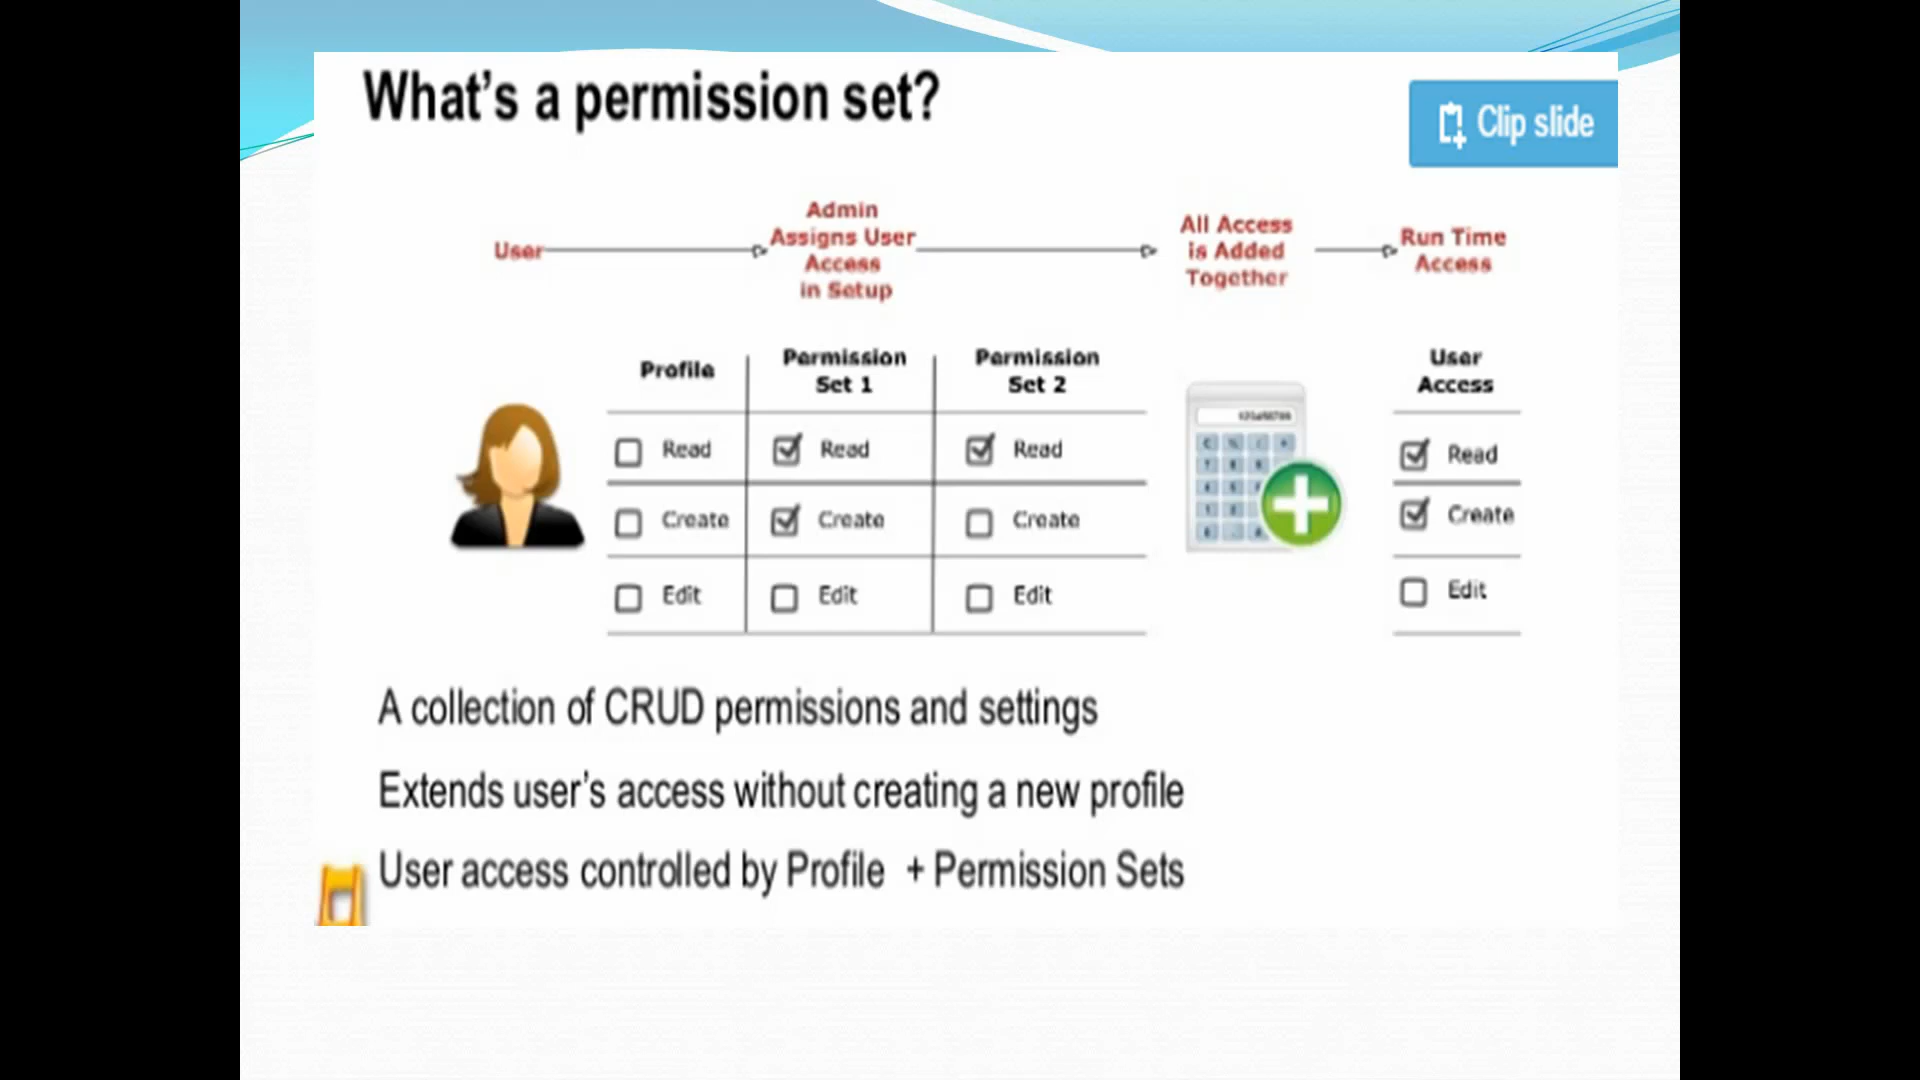 What's a permission set?
Clip slide
User
Admin
Assigns User
Access
in Setup
All Access
is Added
Together
Run Time
Access
Profile
Permission
Set 1
Permission
Set 2
User
Access
Read
Read
Read
Read
Create
Create
Create
Create
Edit
Edit
Edit
Edit
A collection of CRUD permissions and settings
Extends user's access without creating a new profile
User access controlled by Profile + Permission Sets